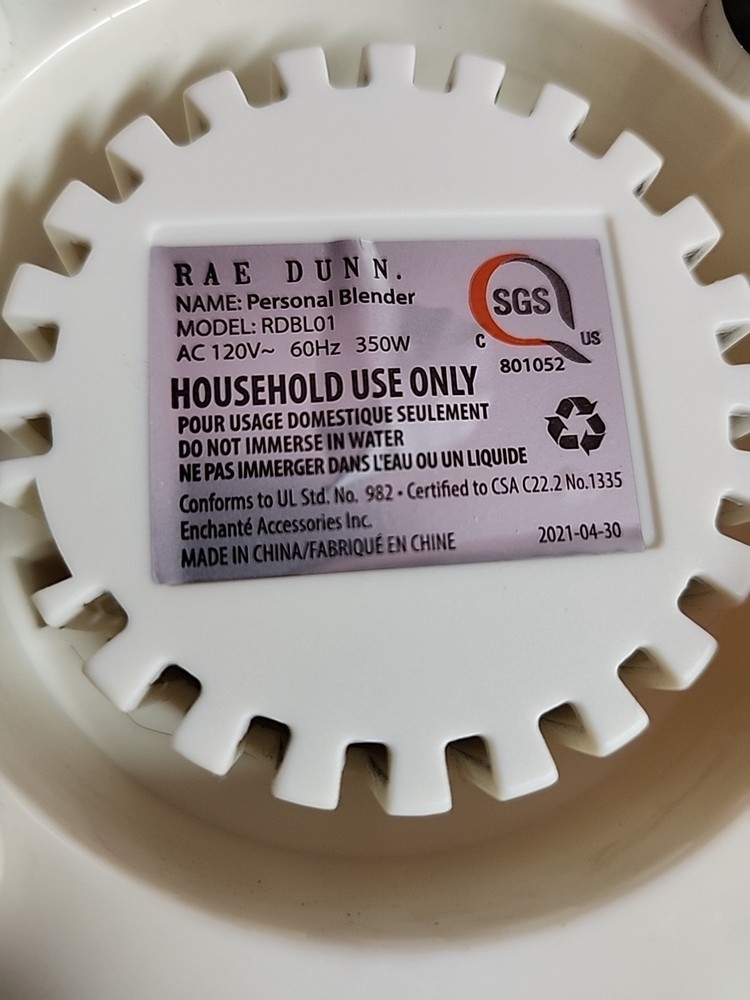 RAE DUNN.
NAME: Personal Blender
MODEL: RDBL01
AC 120V~ 60Hz 350W
SGS
C US
801052
HOUSEHOLD USE ONLY
POUR USAGE DOMESTIQUE SEULEMENT
DO NOT IMMERSE IN WATER
NE PAS IMMERGER DANS L'EAU OU UN LIQUIDE
Conforms to UL Std. No. 982 • Certified to CSA C22.2 No.1335
Enchanté Accessories Inc.
MADE IN CHINA/FABRIQUÉ EN CHINE
2021-04-30